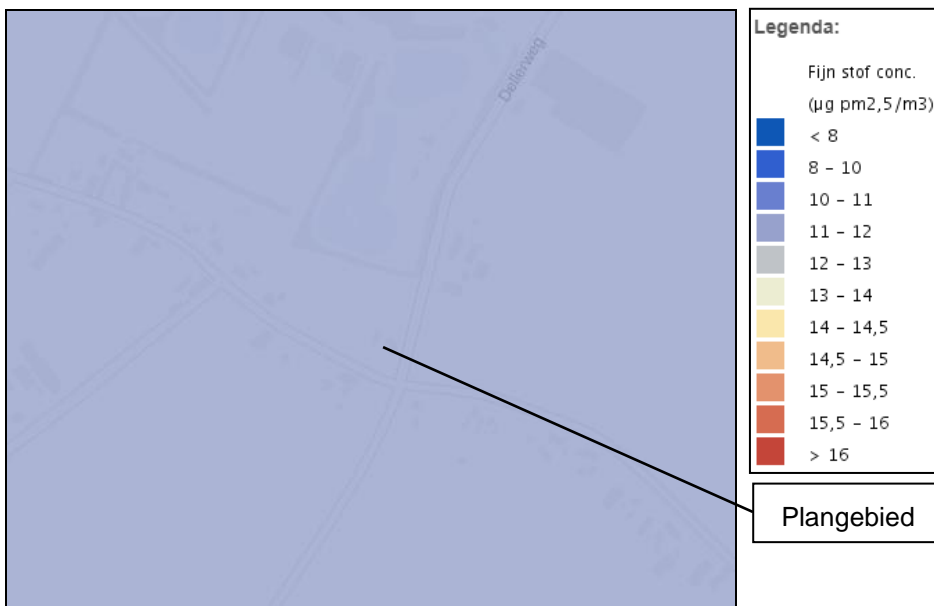 Dellerweg
Legenda:
Fijn stof conc.
(µg pm2,5/m3)
< 8
8 – 10
10 – 11
11 – 12
12 – 13
13 – 14
14 – 14,5
14,5 – 15
15 – 15,5
15,5 – 16
> 16
Plangebied